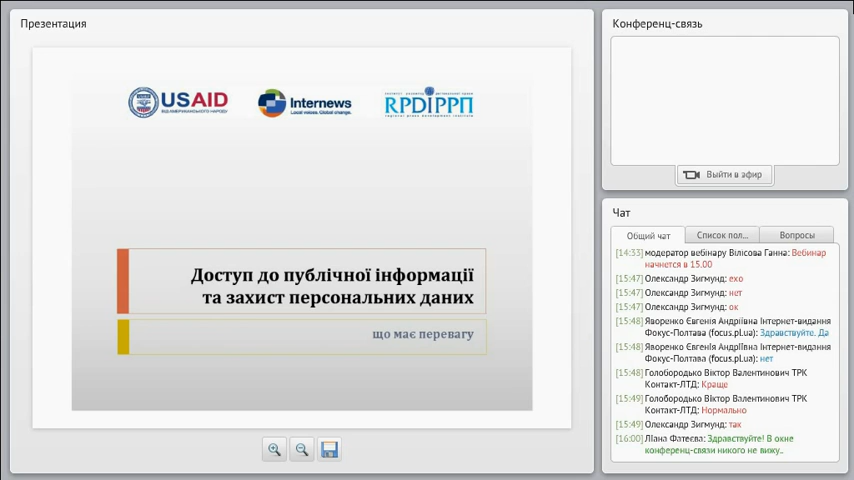 Презентация
USAID
ВІД АМЕРИКАНСЬКОГО НАРОДУ
Internews
Local voices. Global change.
RPDІРРП
regional press development institute
Доступ до публічної інформації
та захист персональних даних
що має перевагу
Конференц-связь
Выйти в эфир
Чат
Общий чат
Список пол...
Вопросы
[14:33] модератор вебінару Вілісова Ганна: Вебинар
начнется в 15.00
[15:47] Олександр Зигмунд: ехо
[15:47] Олександр Зигмунд: нет
[15:47] Олександр Зигмунд: ок
[15:48] Яворенко Євгенія Андріївна Інтернет-видання
Фокус-Полтава (focus.pl.ua): Здравствуйте. Да
[15:48] Яворенко Євгенія Андріївна Інтернет-видання
Фокус-Полтава (focus.pl.ua): нет
[15:48] Голобородько Віктор Валентинович ТРК
Контакт-ЛТД: Краще
[15:49] Голобородько Віктор Валентинович ТРК
Контакт-ЛТД: Нормально
[15:49] Олександр Зигмунд: так
[16:00] Ліана Фатєєва: Здравствуйте! В окне
конференц-связи никого не вижу..